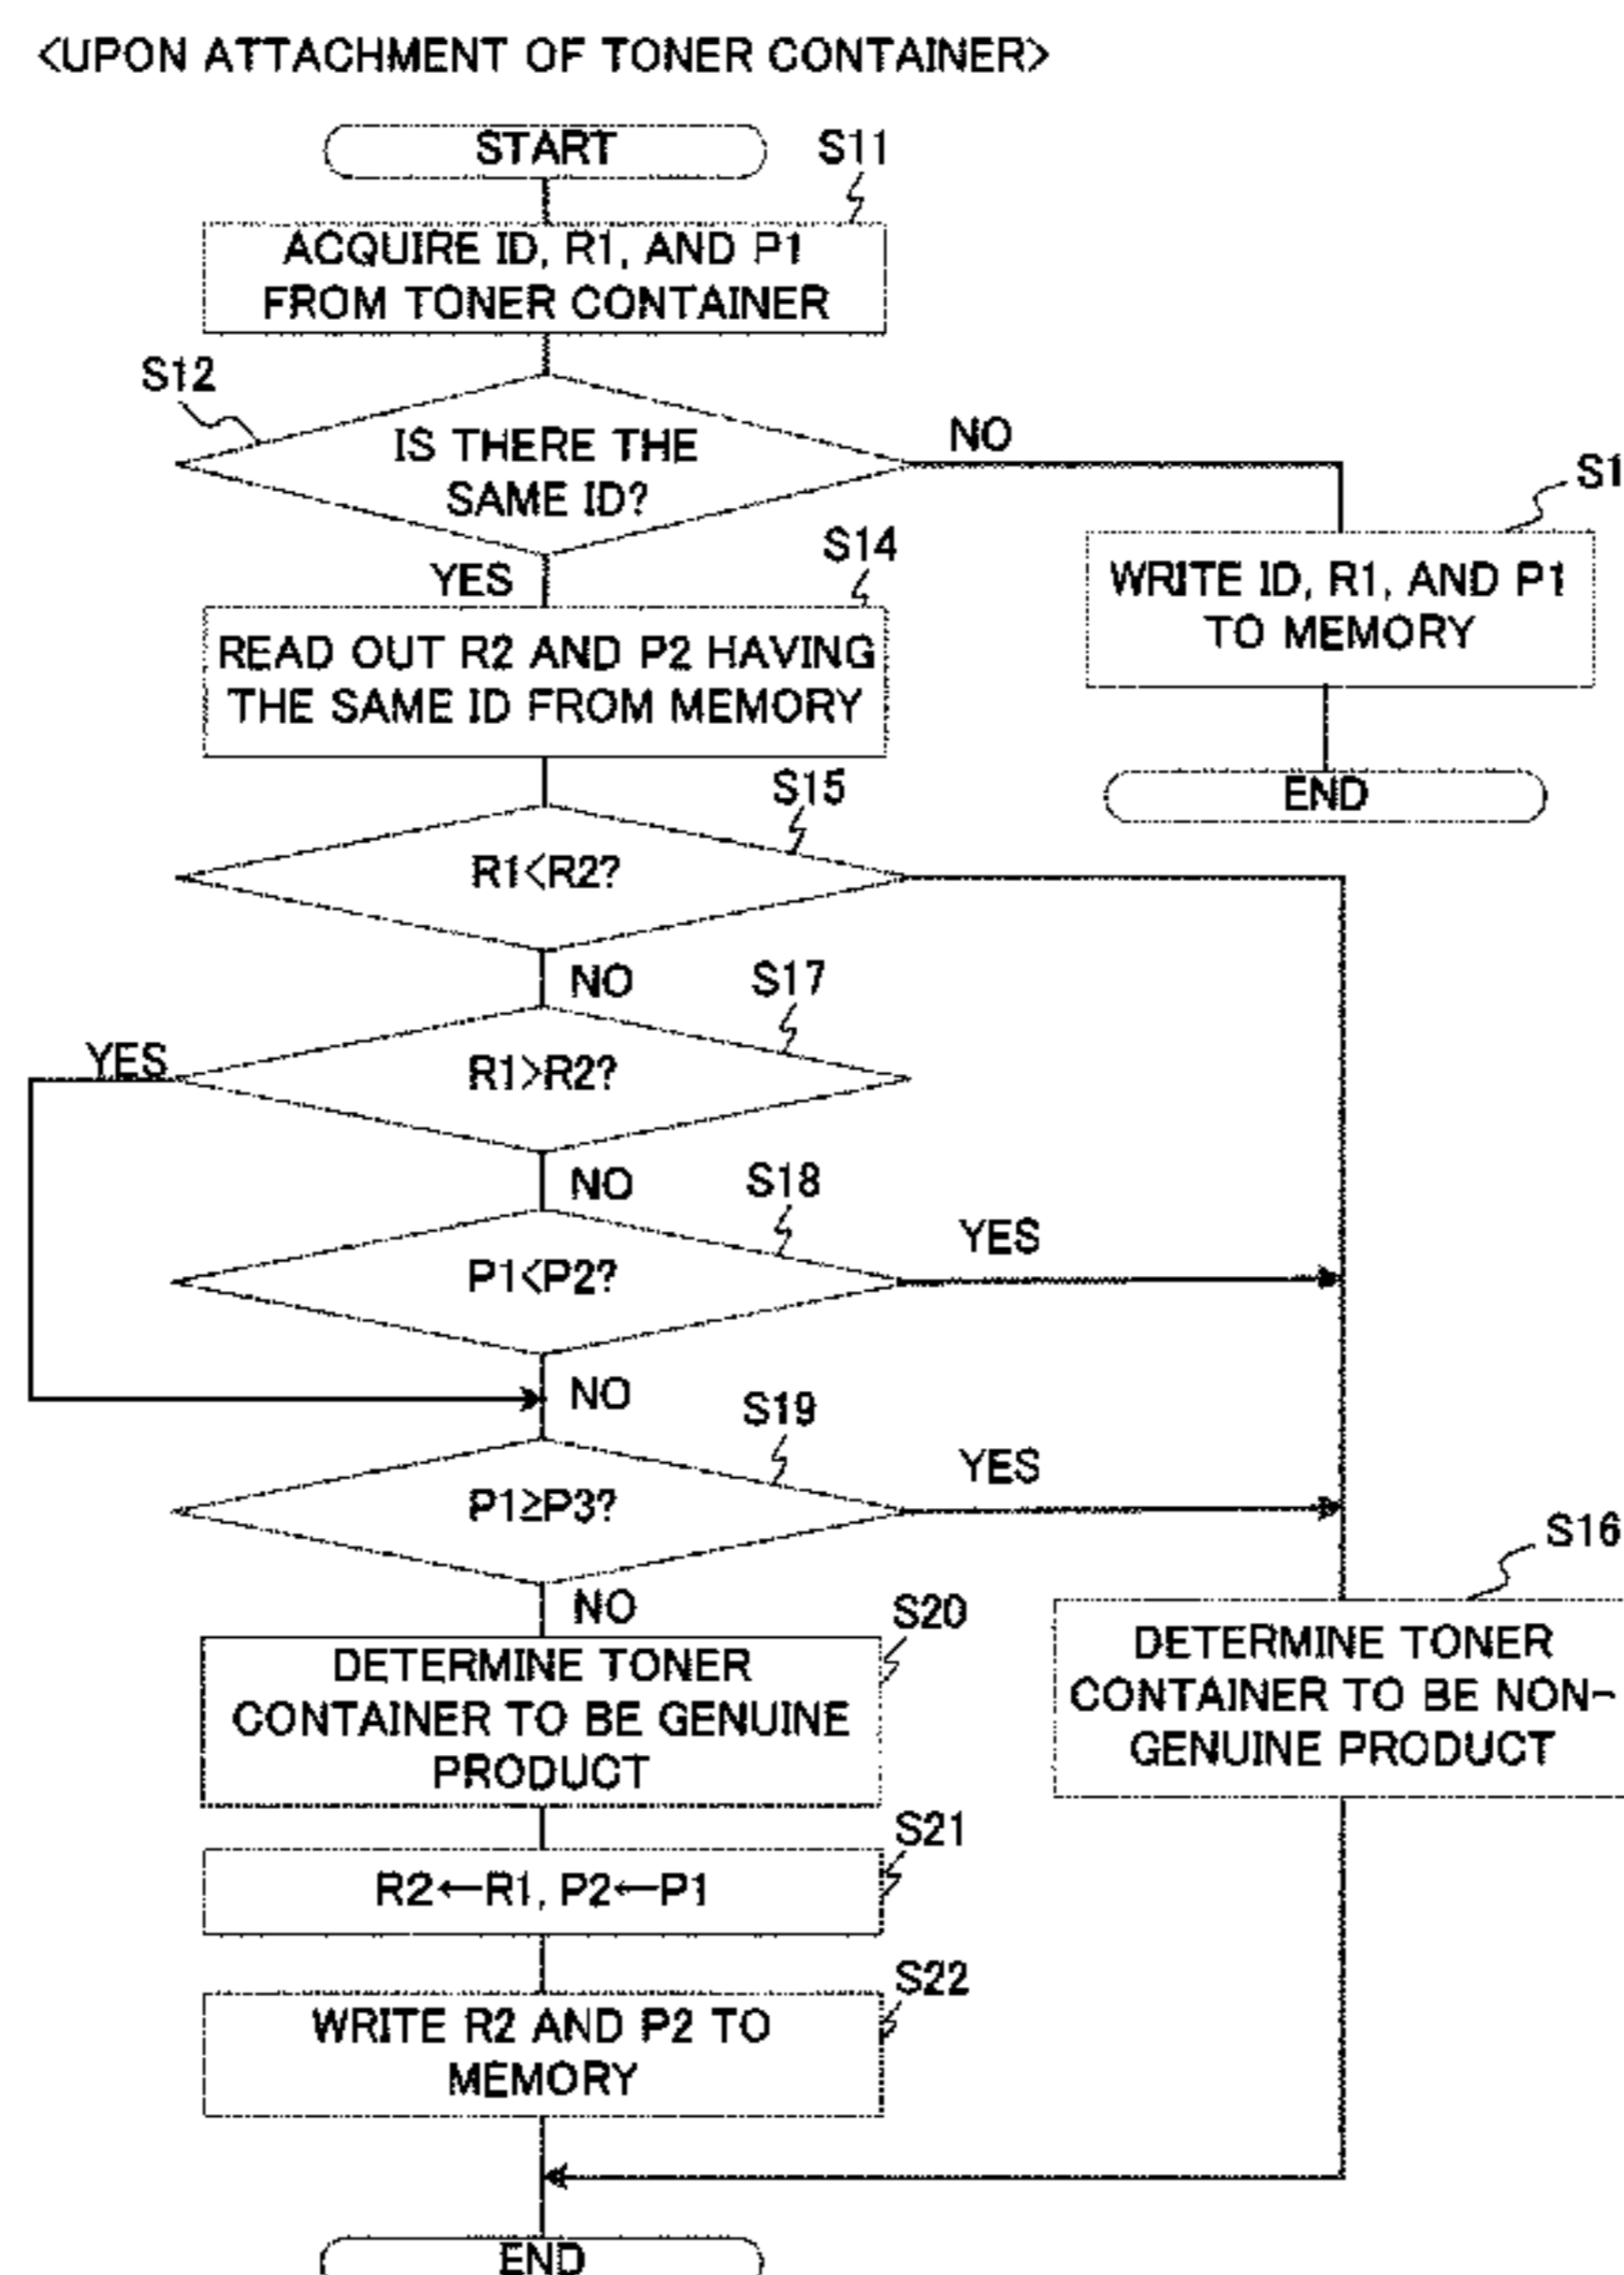 <UPON ATTACHMENT OF TONER CONTAINER>
START
S11
ACQUIRE ID, R1, AND P1
FROM TONER CONTAINER
S12
IS THERE THE
SAME ID?
NO
S1
WRITE ID, R1, AND P1
TO MEMORY
END
YES
S14
READ OUT R2 AND P2 HAVING
THE SAME ID FROM MEMORY
S15
R1<R2?
NO
S17
YES
R1>R2?
NO
S18
P1<P2?
YES
NO
S19
P1≥P3?
YES
NO
S16
DETERMINE TONER
CONTAINER TO BE NON-
GENUINE PRODUCT
S20
DETERMINE TONER
CONTAINER TO BE GENUINE
PRODUCT
S21
R2←R1, P2←P1
S22
WRITE R2 AND P2 TO
MEMORY
END